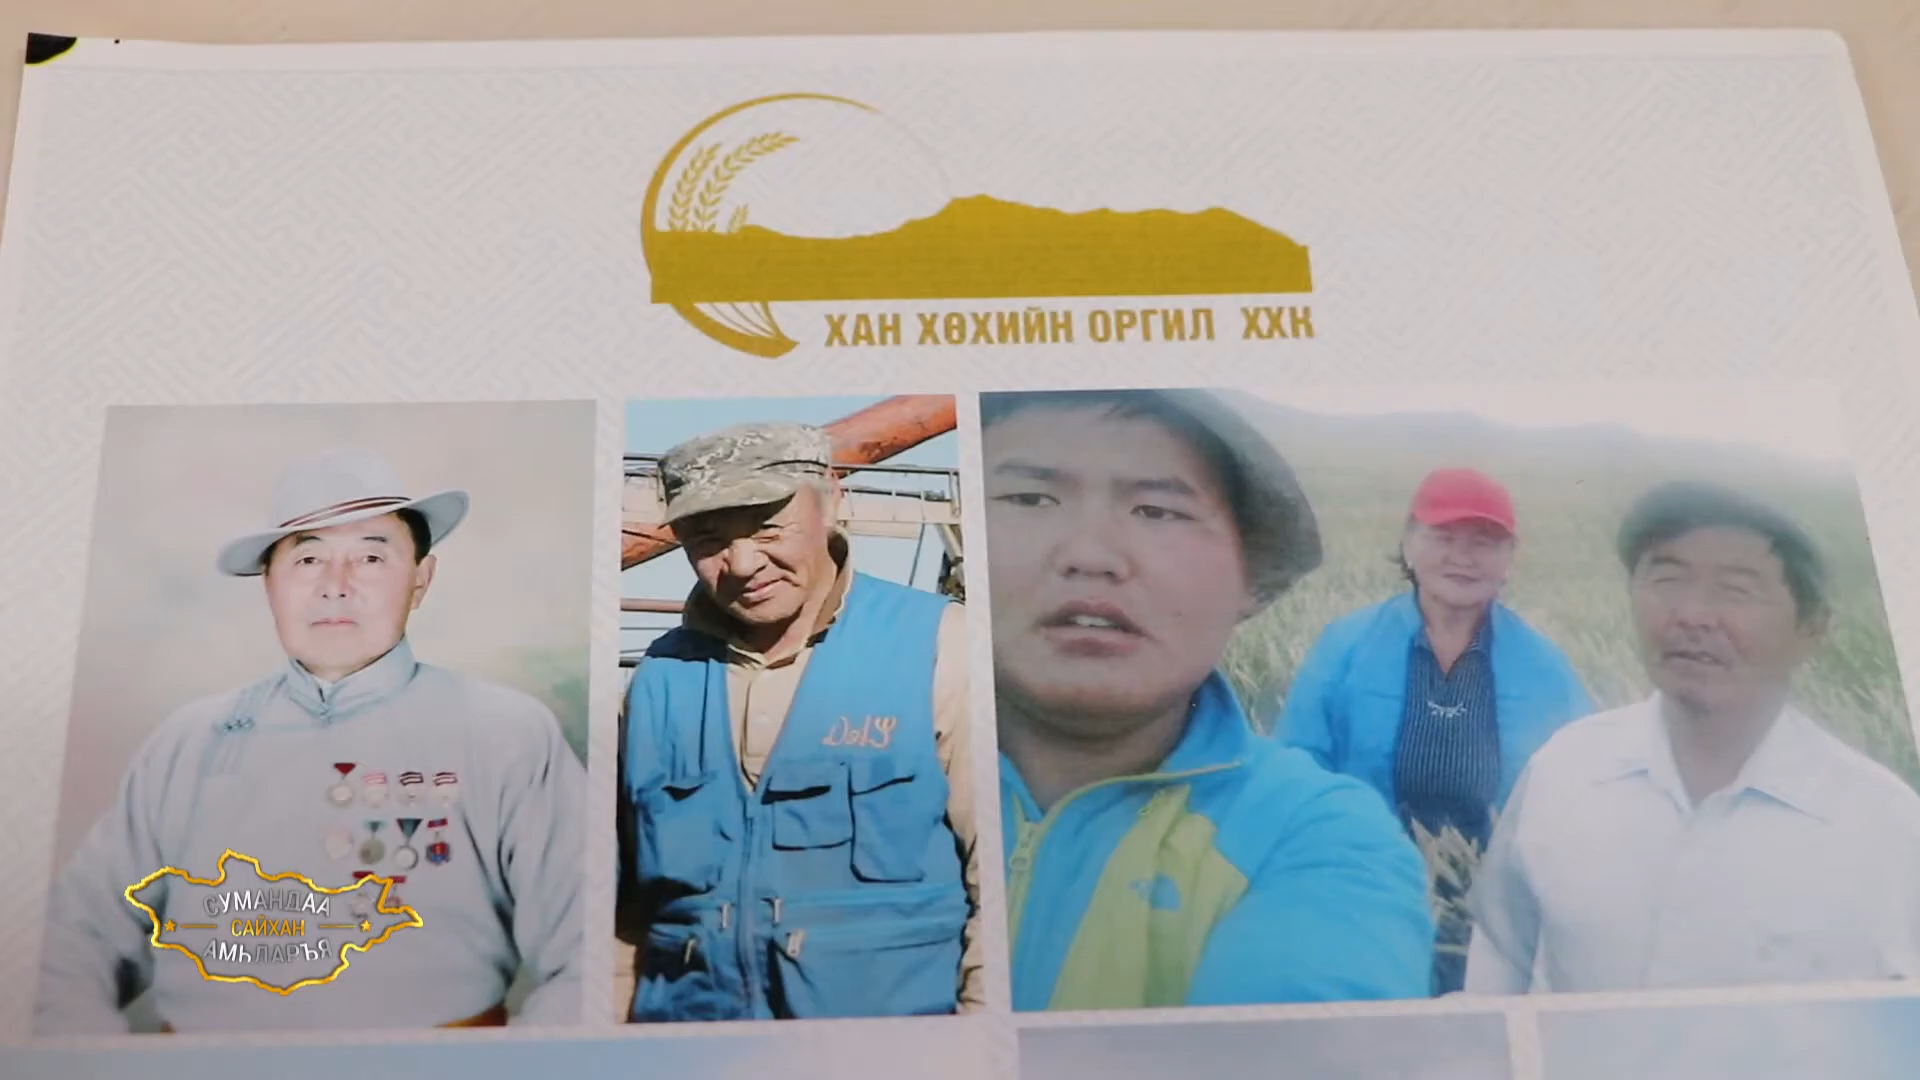 ХАН ХӨХИЙН ОРГИЛ ХХК
СУМАНДАА
САЙХАН
АМЬДАРЪЯ